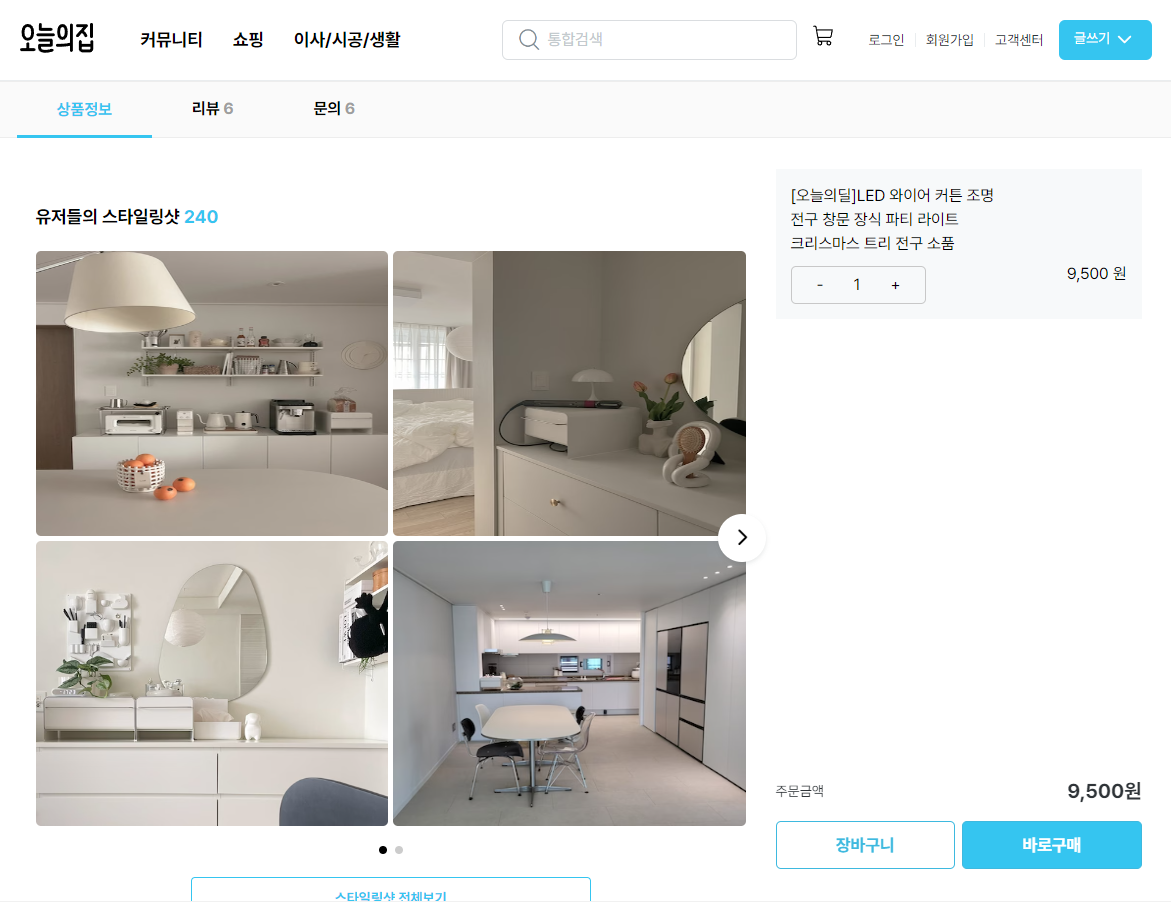 오늘의집
커뮤니티 쇼핑 이사/시공/생활 통합검색 로그인 회원가입 고객센터 글쓰기
상품정보 리뷰 6 문의 6
유저들의 스타일링샷 240
[오늘의딜]LED 와이어 커튼 조명
전구 창문 장식 파티 라이트
크리스마스 트리 전구 소품
- 1 + 9,500 원
주문금액 9,500원
장바구니 바로구매
스타일링샷 전체보기